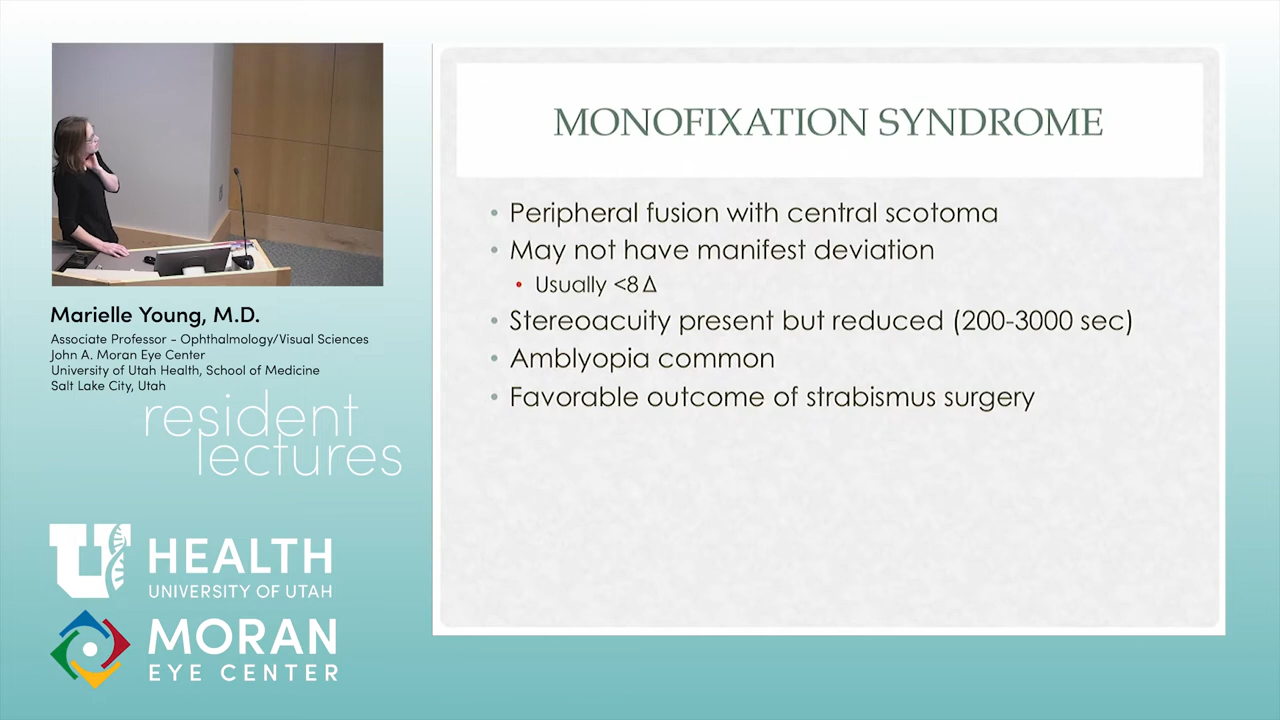 Marielle Young, M.D.
Associate Professor - Ophthalmology/Visual Sciences
John A. Moran Eye Center
University of Utah Health, School of Medicine
Salt Lake City, Utah
resident
lectures
U HEALTH
UNIVERSITY OF UTAH
MORAN
EYE CENTER
MONOFIXATION SYNDROME
• Peripheral fusion with central scotoma
• May not have manifest deviation
• Usually <8 Δ
• Stereoacuity present but reduced (200-3000 sec)
• Amblyopia common
• Favorable outcome of strabismus surgery